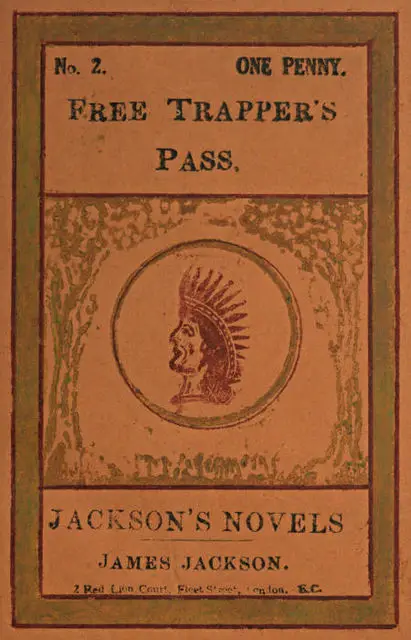 No. 2. ONE PENNY.
FREE TRAPPER'S
PASS.
JACKSON'S NOVELS
JAMES JACKSON.
2 Red Lion Court, Fleet Street, London. E.C.